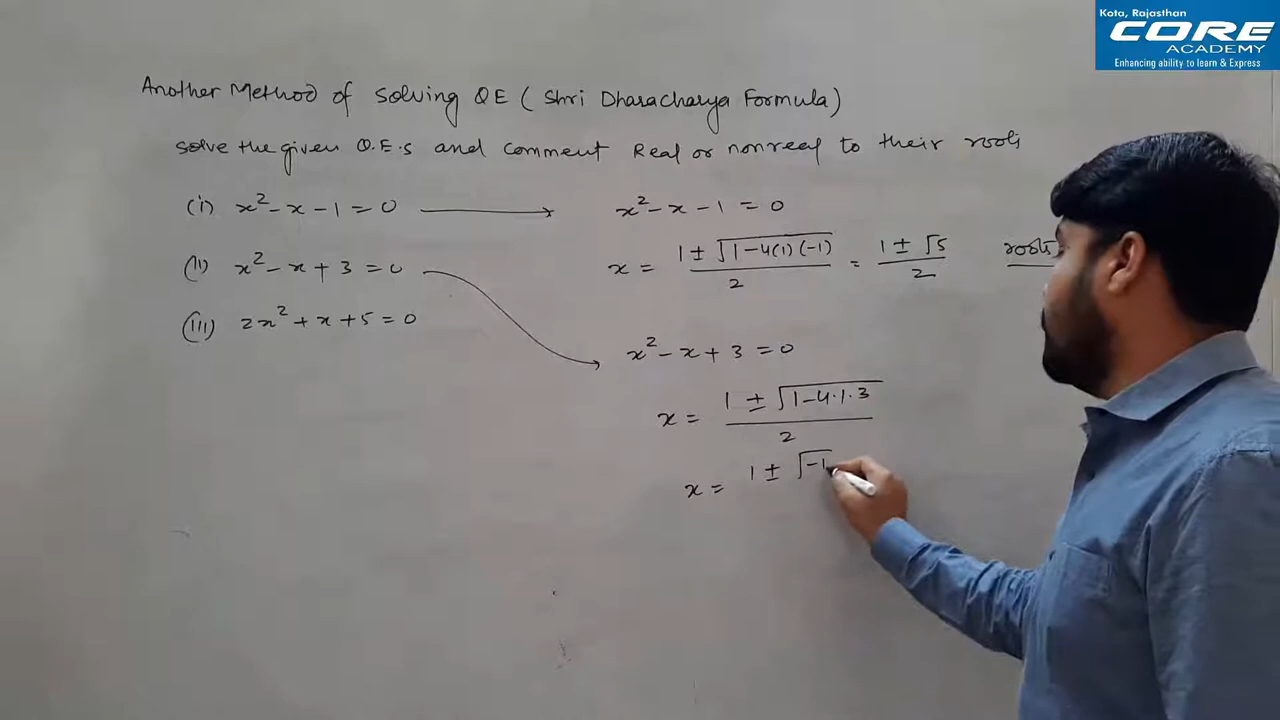 Kota, Rajasthan
CORE
ACADEMY
Enhancing ability to learn & Express
Another Method of Solving QE (Shri Dharacharya Formula)
solve the given Q.E.s and comment Real or nonreal to their roots
(i) x² - x - 1 = 0
(ii) x² - x + 3 = 0
(iii) 2x² + x + 5 = 0
x² - x - 1 = 0
x = (1 ± √(1-4(1)(-1)))/2 = (1 ± √5)/2 roots
x² - x + 3 = 0
x = (1 ± √(1-4·1·3))/2
x = 1 ± √-1